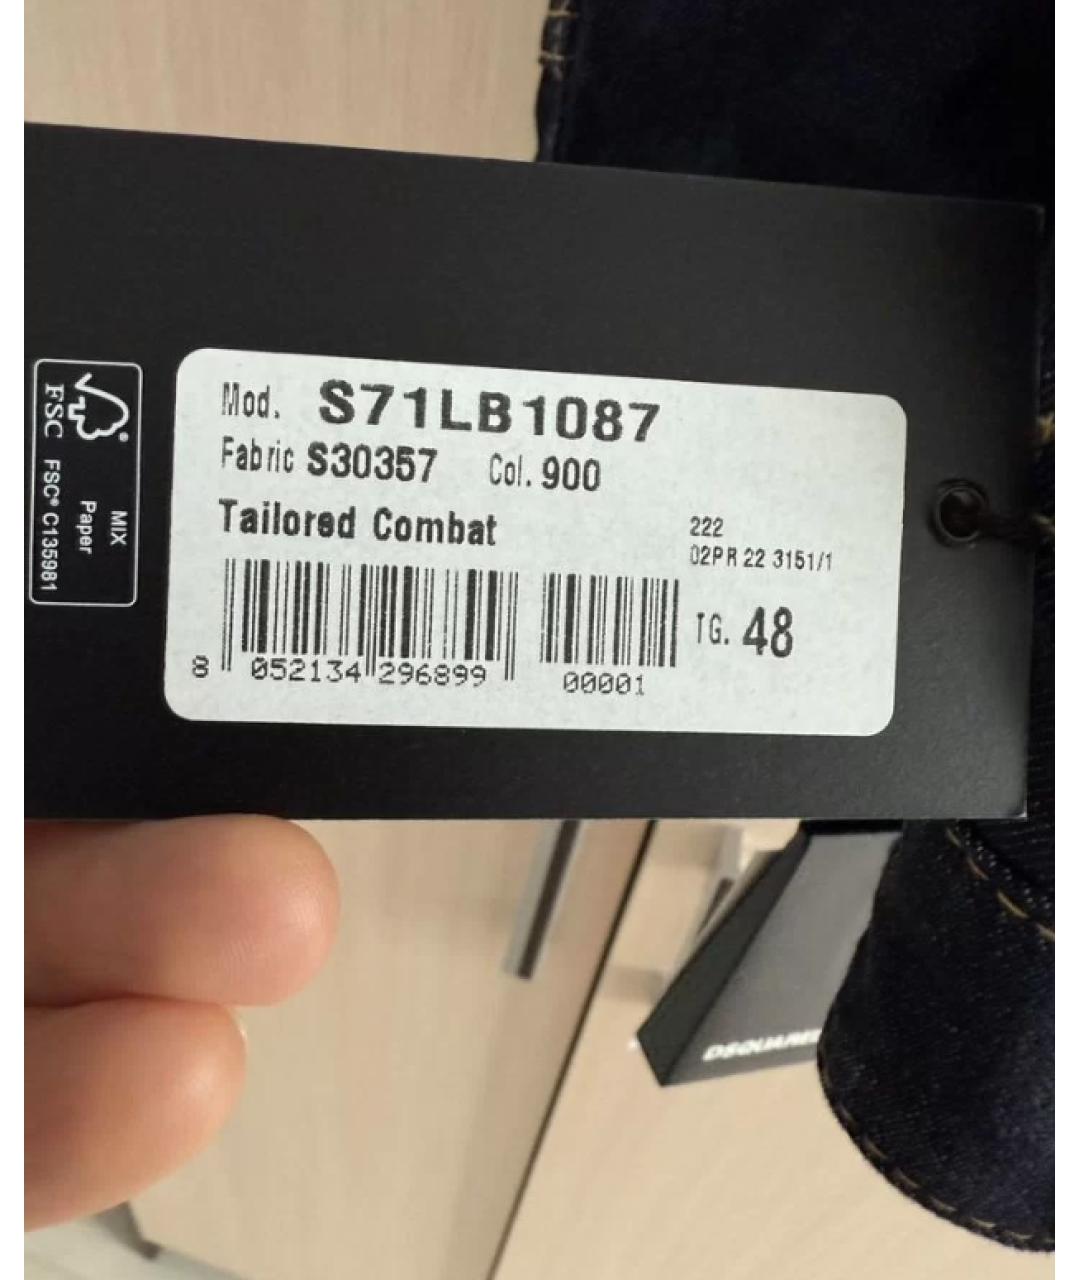 FSC
FSC® C135981
MIX
Paper
Mod. S71LB1087
Fabric S30357 Col. 900
Tailored Combat
222
02PR 22 3151/1
8 052134 296899
00001
TG. 48